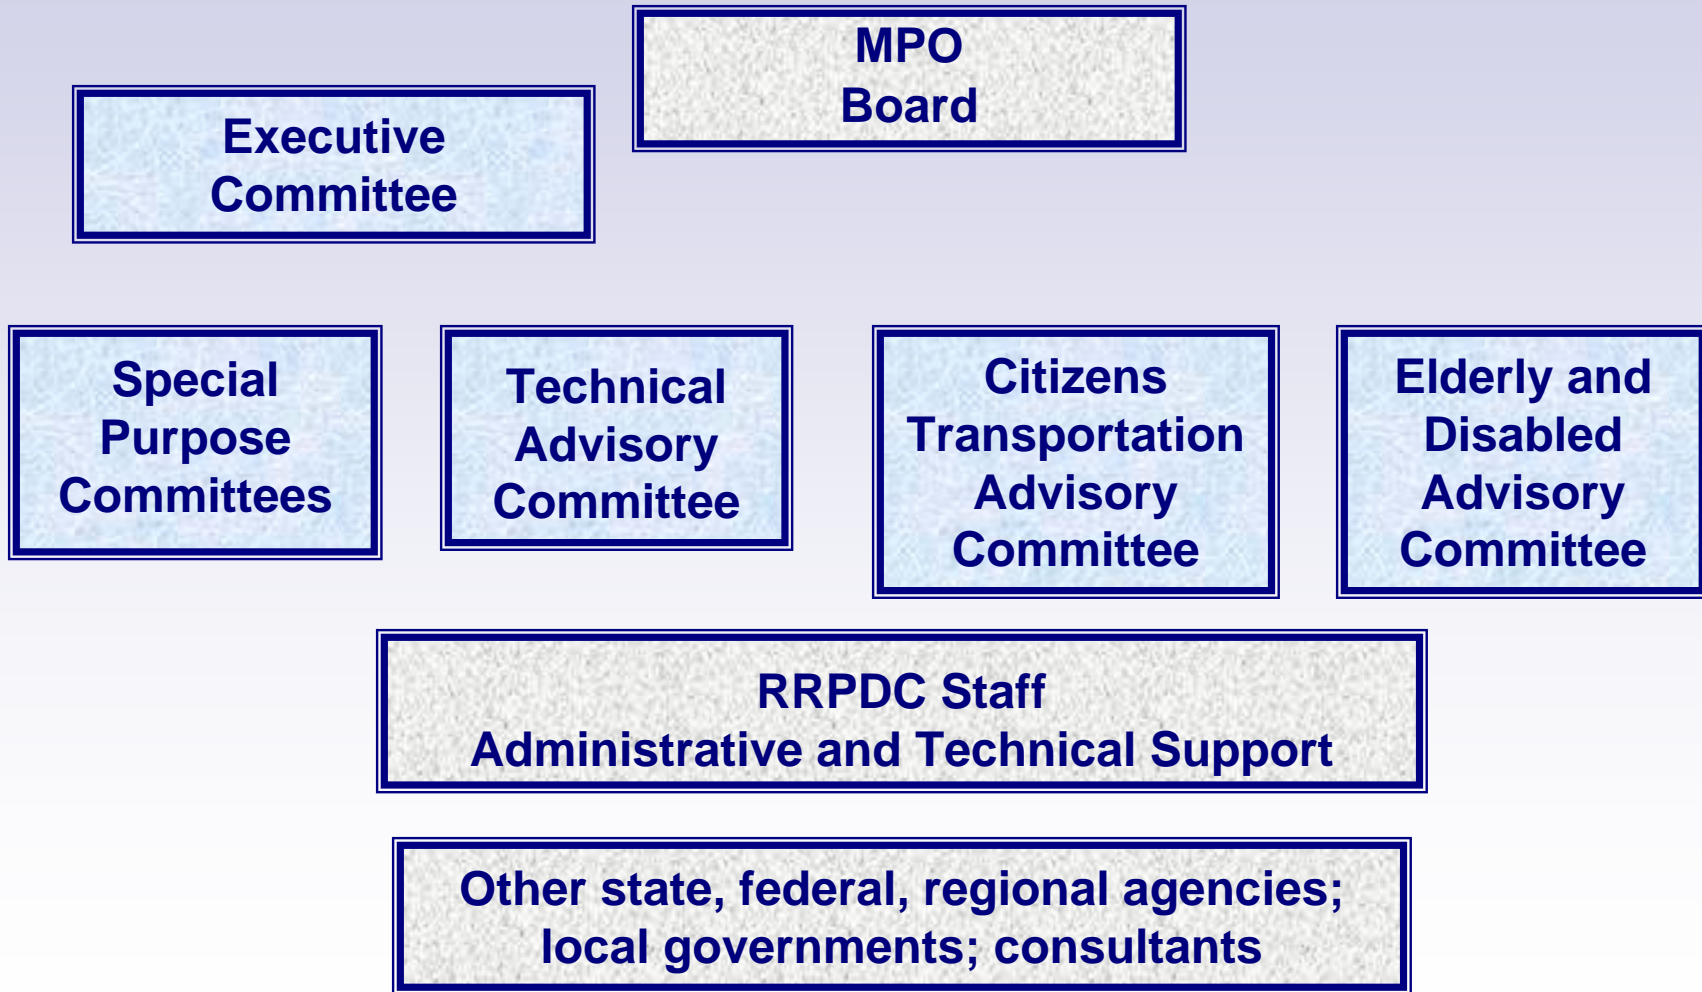 MPO
Board
Executive
Committee
Special
Purpose
Committees
Technical
Advisory
Committee
Citizens
Transportation
Advisory
Committee
Elderly and
Disabled
Advisory
Committee
RRPDC Staff
Administrative and Technical Support
Other state, federal, regional agencies;
local governments; consultants